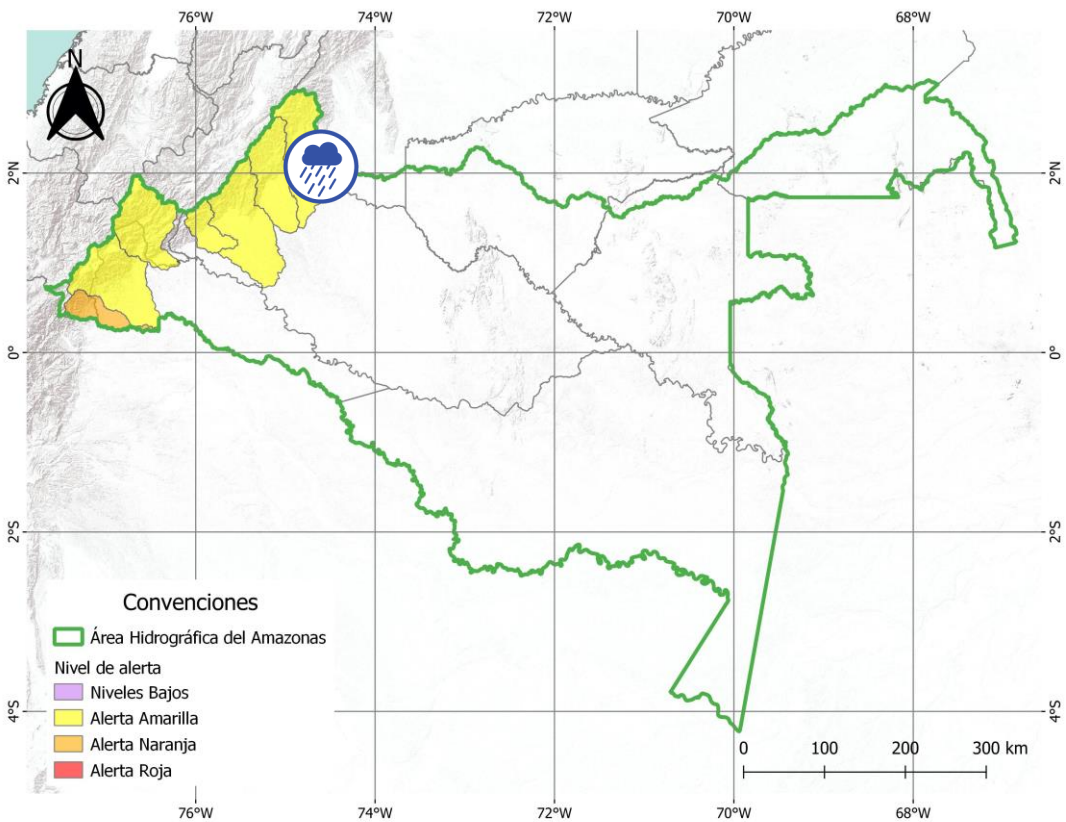 76°W 74°W 72°W 70°W 68°W
N
2°N 2°N
0° 0°
2°S 2°S
4°S 4°S
Convenciones
Área Hidrográfica del Amazonas
Nivel de alerta
Niveles Bajos
Alerta Amarilla
Alerta Naranja
Alerta Roja
0 100 200 300 km
76°W 74°W 72°W 70°W 68°W